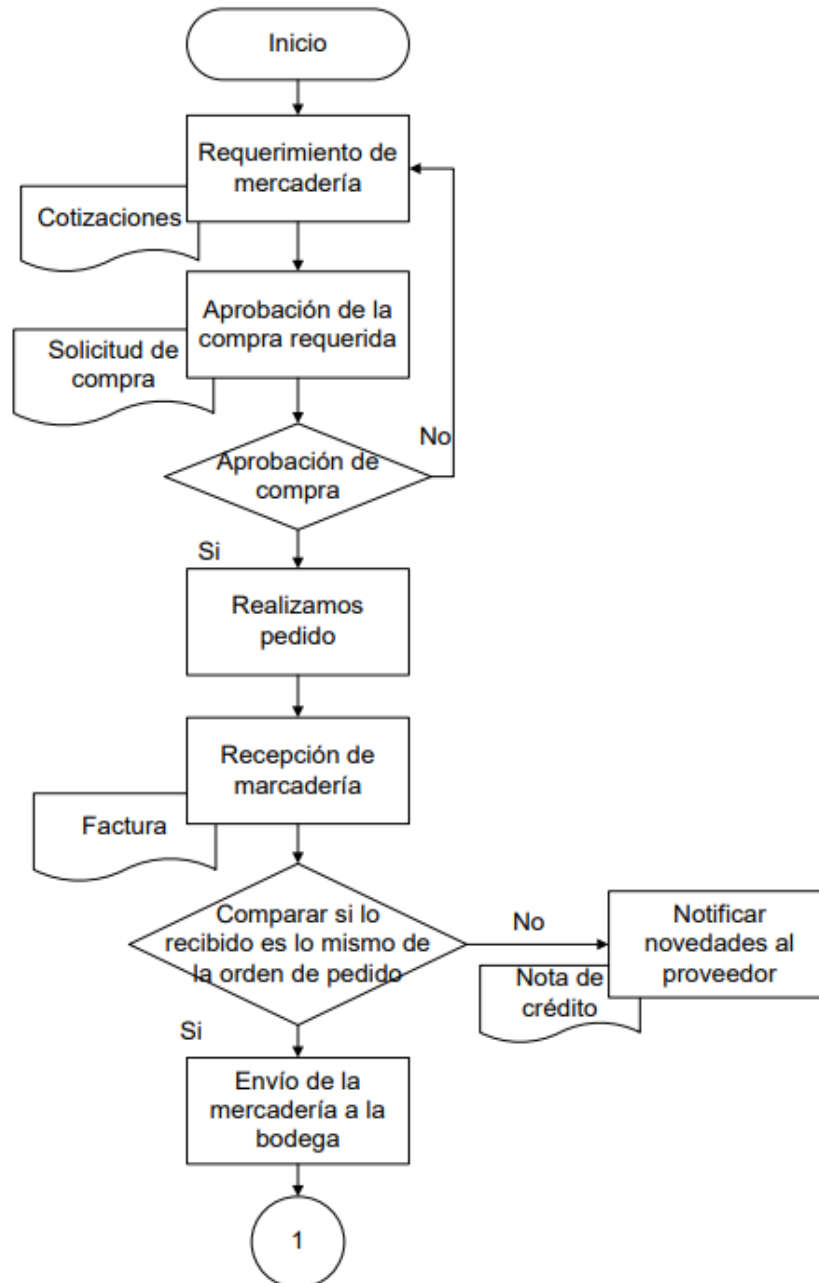 Inicio
Requerimiento de
mercadería
Cotizaciones
Aprobación de la
compra requerida
Solicitud de
compra
No
Aprobación de
compra
Si
Realizamos
pedido
Recepción de
marcadería
Factura
Comparar si lo
recibido es lo mismo de
la orden de pedido
No
Notificar
novedades al
proveedor
Nota de
crédito
Si
Envío de la
mercadería a la
bodega
1